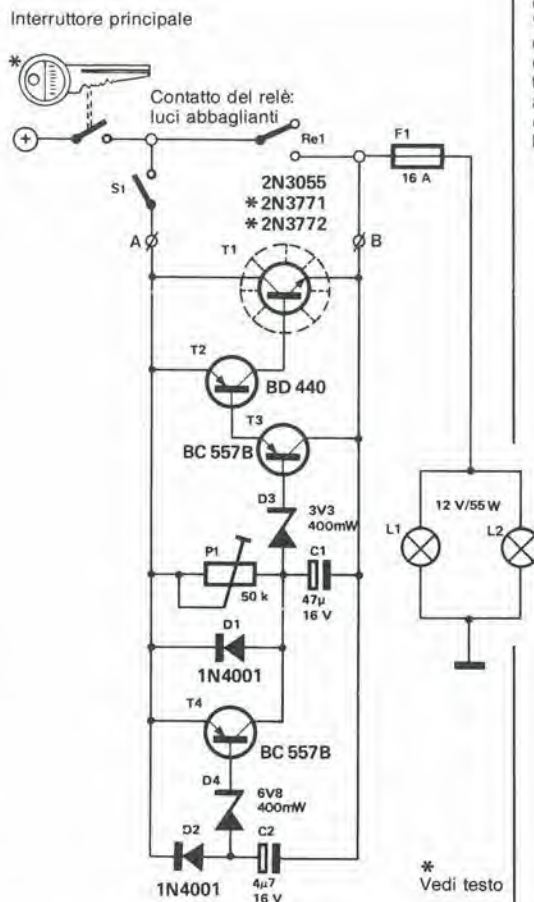 Interruttore principale
*
Contatto del relè:
luci abbaglianti
+
Re1
F1
16 A
S1
2N3055
* 2N3771
* 2N3772
A
B
T1
T2
BD 440
T3
BC 557B
D3
3V3
400mW
12 V/55 W
L1
L2
P1
50 k
C1
47µ
16 V
D1
1N4001
T4
BC 557B
D4
6V8
400mW
D2
1N4001
C2
4µ7
16 V
*
Vedi testo